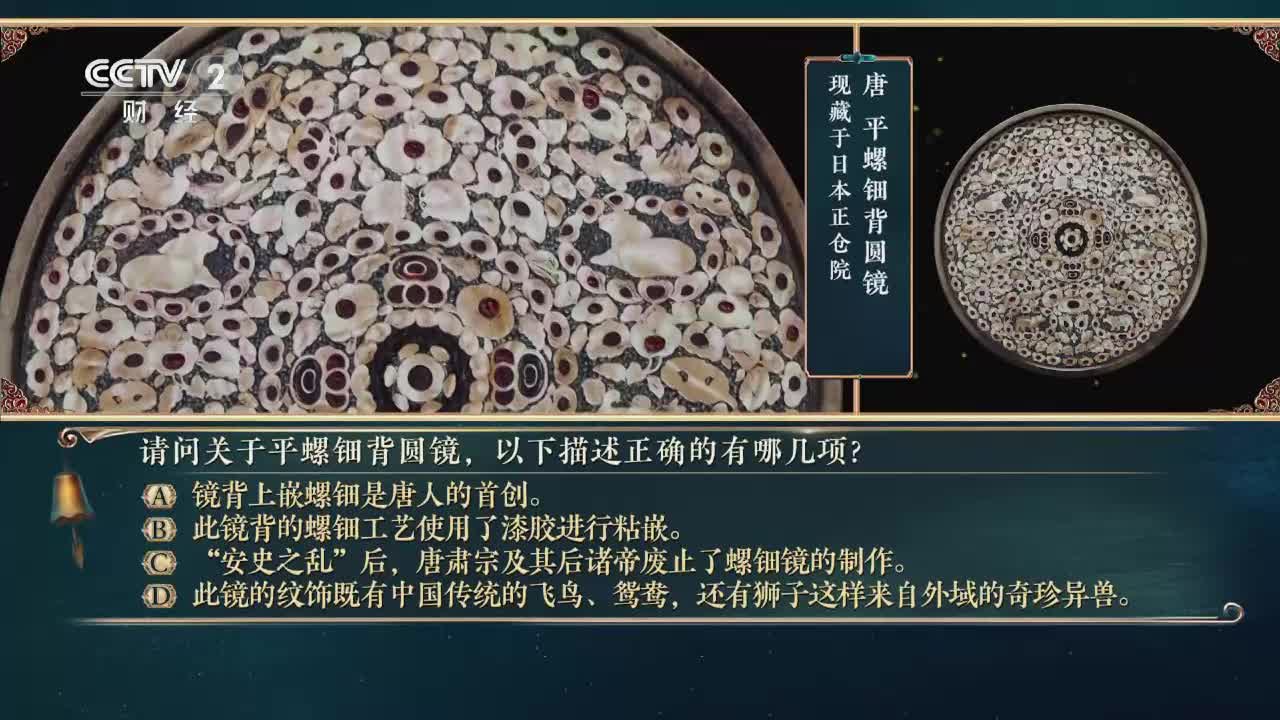 CCTV 2
财经
唐 平螺钿背圆镜
现藏于日本正仓院
请问关于平螺钿背圆镜，以下描述正确的有哪几项？
A 镜背上嵌螺钿是唐人的首创。
B 此镜背的螺钿工艺使用了漆胶进行粘嵌。
C “安史之乱”后，唐肃宗及其后诸帝废止了螺钿镜的制作。
D 此镜的纹饰既有中国传统的飞鸟、鸳鸯，还有狮子这样来自外域的奇珍异兽。